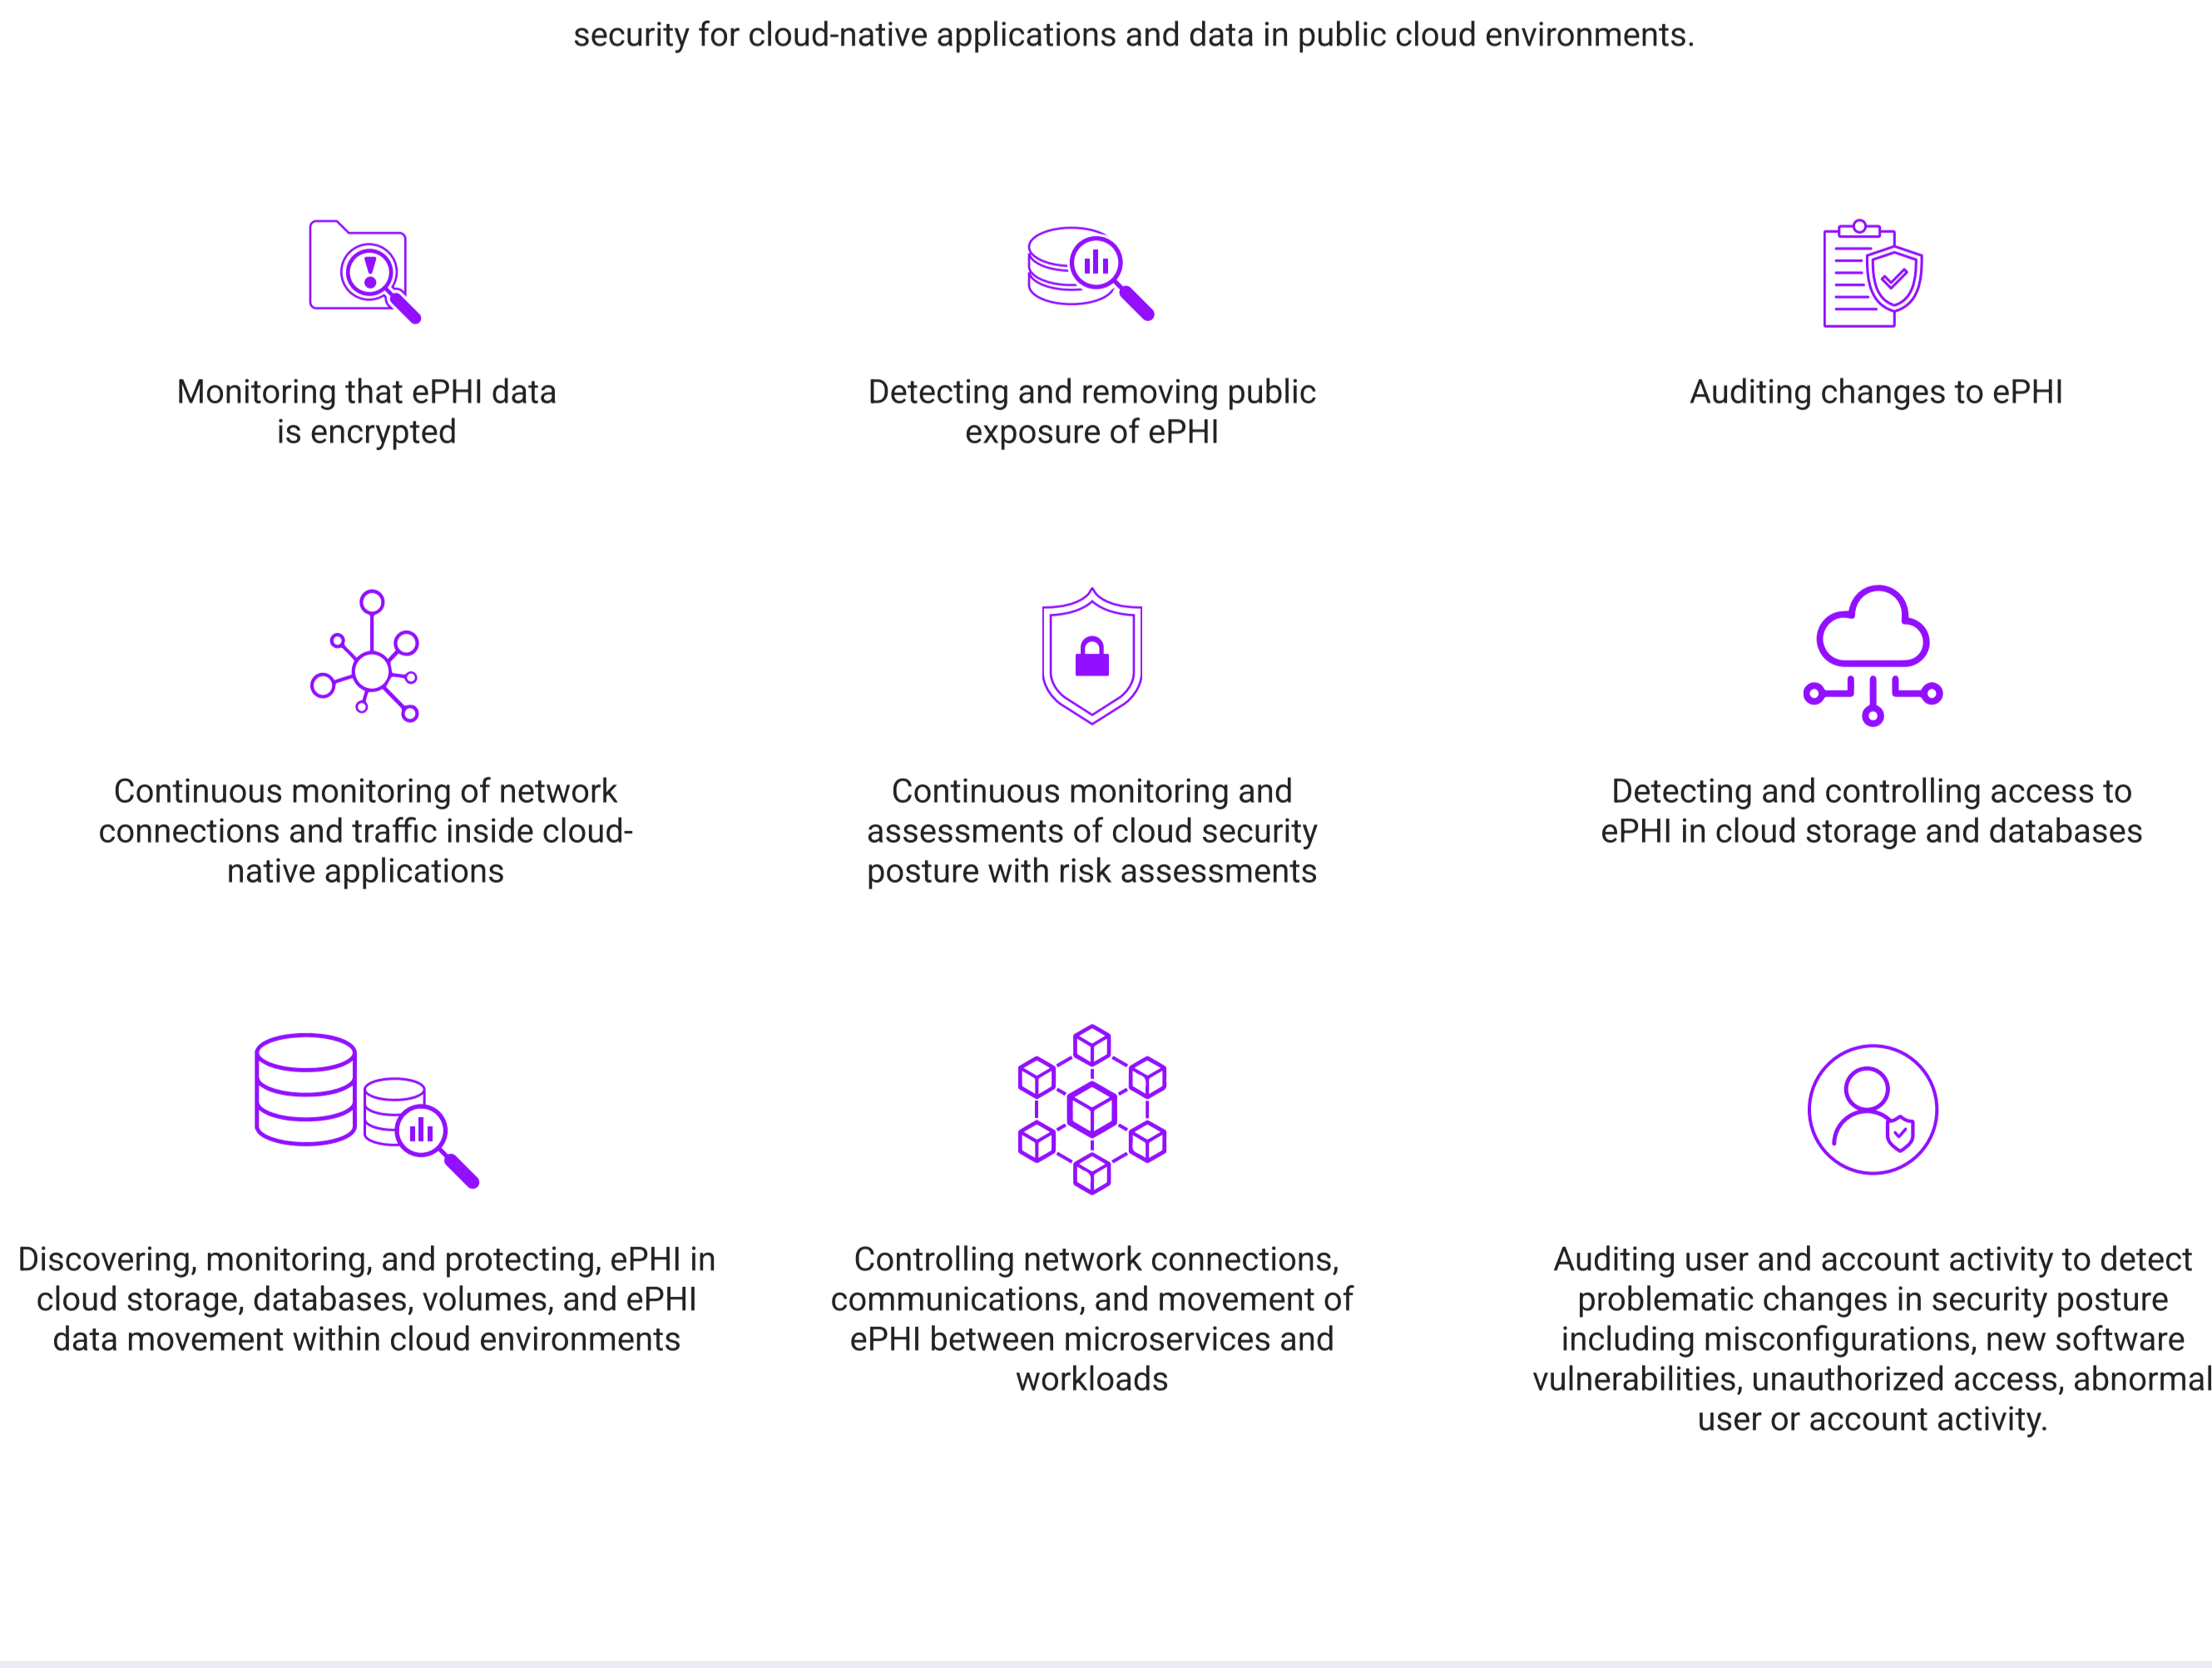 security for cloud-native applications and data in public cloud environments.
Monitoring that ePHI data
is encrypted
Detecting and removing public
exposure of ePHI
Auditing changes to ePHI
Continuous monitoring of network
connections and traffic inside cloud-
native applications
Continuous monitoring and
assessments of cloud security
posture with risk assessments
Detecting and controlling access to
ePHI in cloud storage and databases
Discovering, monitoring, and protecting, ePHI in
cloud storage, databases, volumes, and ePHI
data movement within cloud environments
Controlling network connections,
communications, and movement of
ePHI between microservices and
workloads
Auditing user and account activity to detect
problematic changes in security posture
including misconfigurations, new software
vulnerabilities, unauthorized access, abnormal
user or account activity.